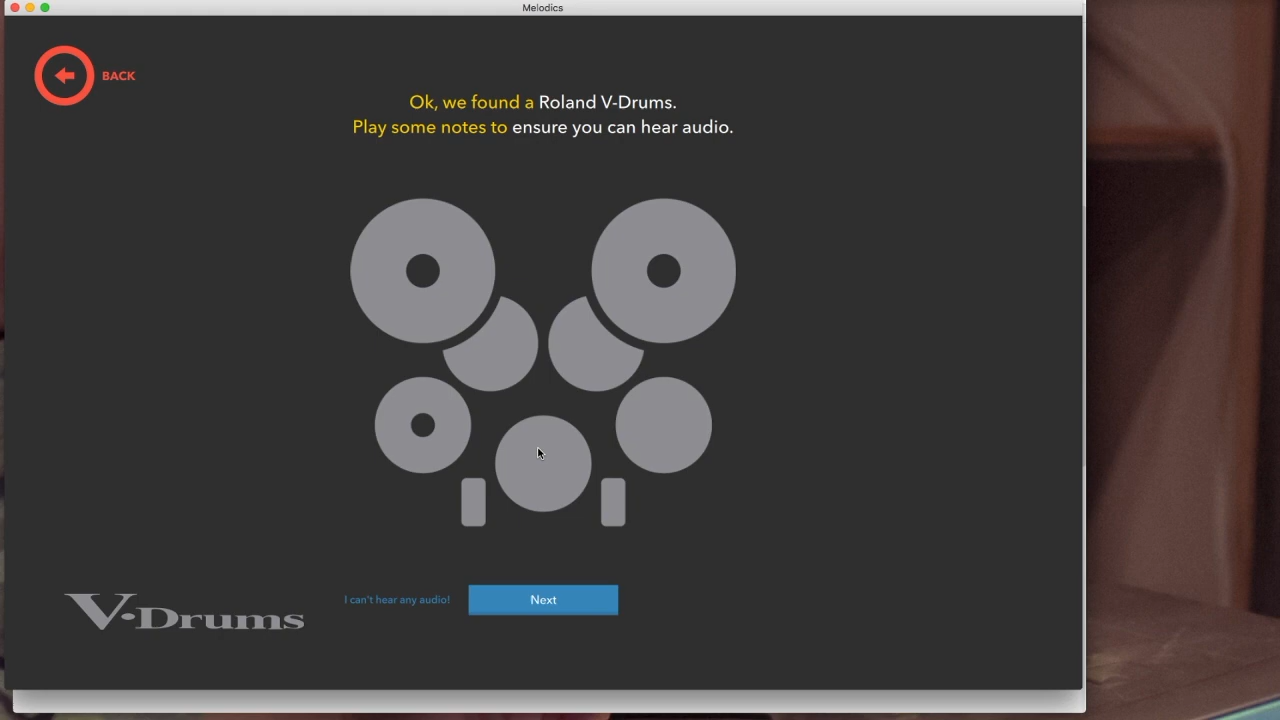 Melodics
BACK
Ok, we found a Roland V-Drums.
Play some notes to ensure you can hear audio.
I can't hear any audio!
Next
V-Drums